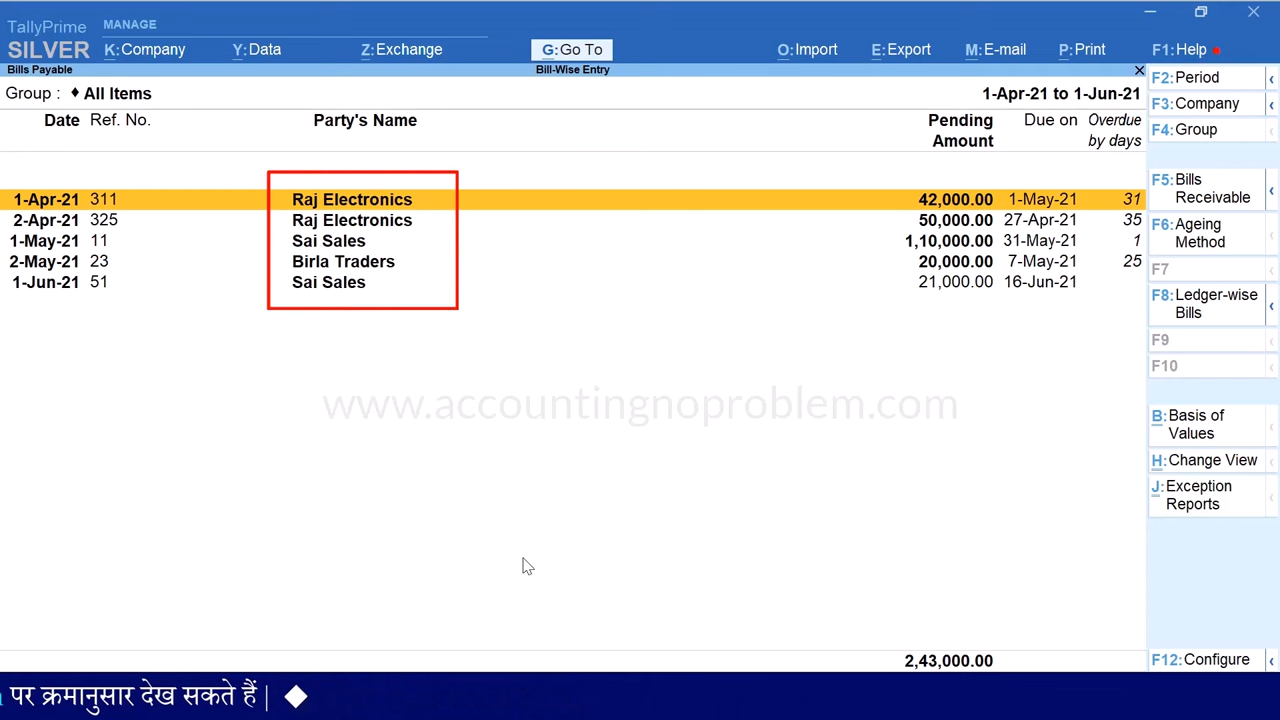 TallyPrime MANAGE
SILVER K:Company Y:Data Z:Exchange G:Go To O:Import E:Export M:E-mail P:Print F1:Help
Bills Payable Bill-Wise Entry
Group : ♦ All Items 1-Apr-21 to 1-Jun-21
Date Ref. No. Party's Name Pending Amount Due on Overdue by days
1-Apr-21 311 Raj Electronics 42,000.00 1-May-21 31
2-Apr-21 325 Raj Electronics 50,000.00 27-Apr-21 35
1-May-21 11 Sai Sales 1,10,000.00 31-May-21 1
2-May-21 23 Birla Traders 20,000.00 7-May-21 25
1-Jun-21 51 Sai Sales 21,000.00 16-Jun-21
www.accountingnoproblem.com
2,43,000.00
F2:Period
F3:Company
F4:Group
F5:Bills
Receivable
F6:Ageing
Method
F7
F8:Ledger-wise
Bills
F9
F10
B:Basis of
Values
H:Change View
J:Exception
Reports
F12:Configure
पर क्रमानुसार देख सकते हैं | ◆